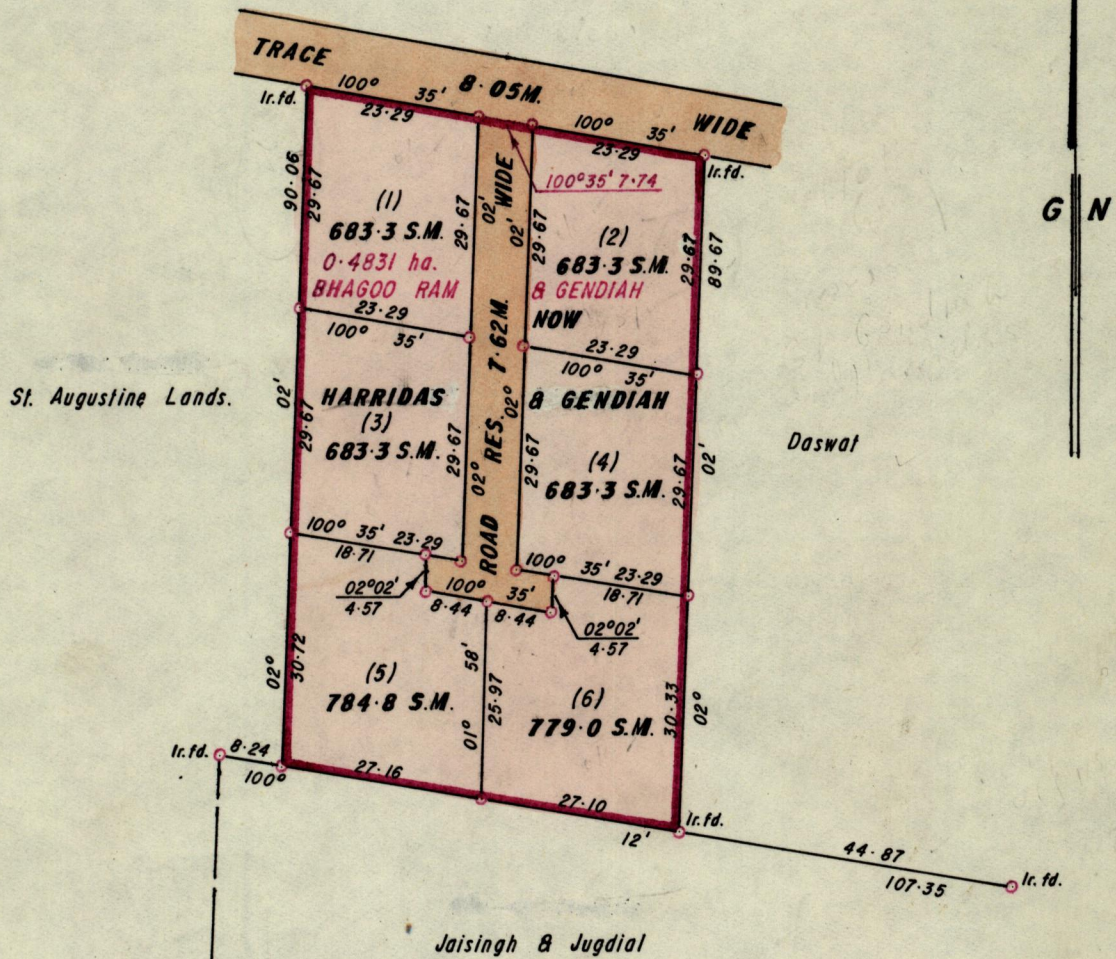 TRACE 8·05M. WIDE
Ir.fd.
100° 35'
23·29
100° 35'
23·29
Ir.fd.
100°35' 7·74
90·06
29·67
02'
29·67
02'
29·67
29·67
89·67
(1)
683·3 S.M.
0·4831 ha.
BHAGOO RAM
(2)
683·3 S.M.
& GENDIAH
NOW
G N
23·29
100° 35'
23·29
100° 35'
ROAD RES. 7·62M. WIDE
St. Augustine Lands.
HARRIDAS
(3)
683·3 S.M.
& GENDIAH
(4)
683·3 S.M.
Daswat
02'
29·67
29·67
02°
02°
29·67
29·67
02'
100° 35' 23·29
18·71
100° 35' 23·29
18·71
02°02'
4·57
100° 35'
8·44
8·44
02°02'
4·57
02°
30·72
(5)
784·8 S.M.
01° 58'
25·97
(6)
779·0 S.M.
30·33
02°
Ir.fd.
8·24
100°
27·16
27·10
12'
Ir.fd.
44·87
107·35
Ir.fd.
Jaisingh & Jugdial